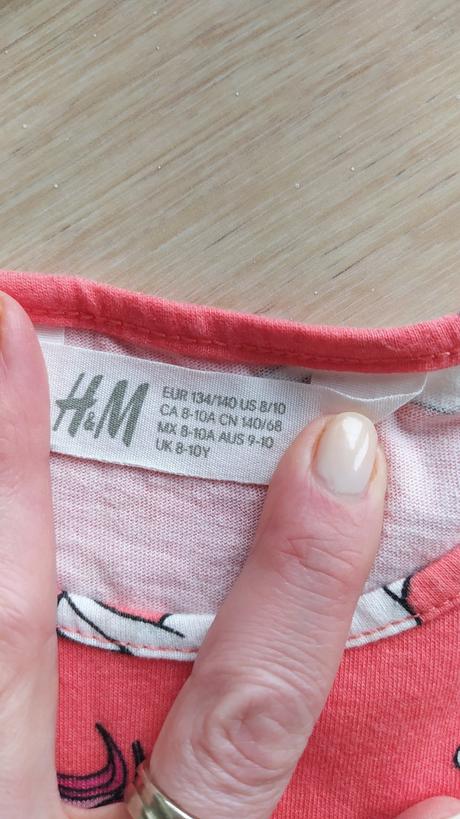 H&M
EUR 134/140 US 8/10
CA 8-10A CN 140/68
MX 8-10A AUS 9-10
UK 8-10Y